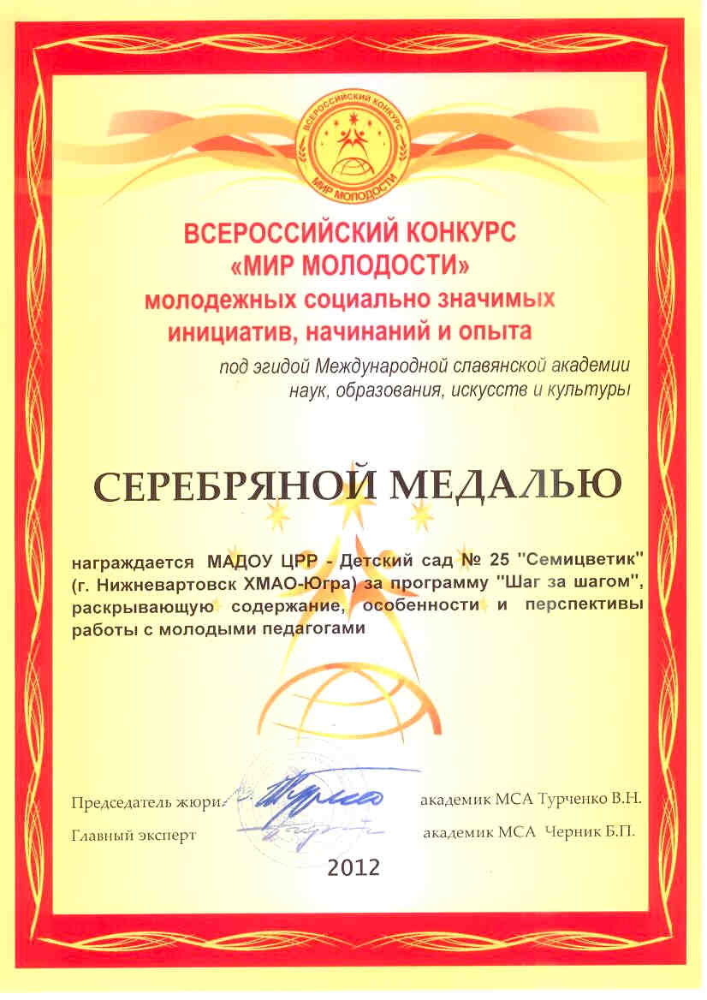 ВСЕРОССИЙСКИЙ КОНКУРС
МИР МОЛОДОСТИ
ВСЕРОССИЙСКИЙ КОНКУРС
«МИР МОЛОДОСТИ»
молодежных социально значимых
инициатив, начинаний и опыта
под эгидой Международной славянской академии
наук, образования, искусств и культуры
СЕРЕБРЯНОЙ МЕДАЛЬЮ
награждается МАДОУ ЦРР - Детский сад № 25 "Семицветик"
(г. Нижневартовск ХМАО-Югра) за программу "Шаг за шагом",
раскрывающую содержание, особенности и перспективы
работы с молодыми педагогами
Председатель жюри академик МСА Турченко В.Н.
Главный эксперт академик МСА Черник Б.П.
2012